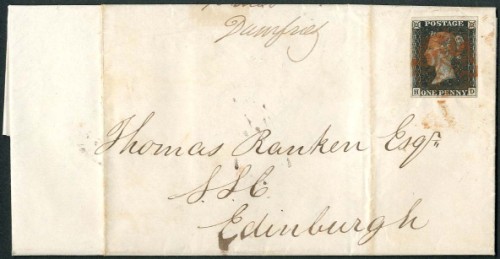 Dumfries
POSTAGE
H ONE PENNY D
Thomas Ranken Esqr.
S.S.C.
Edinburgh